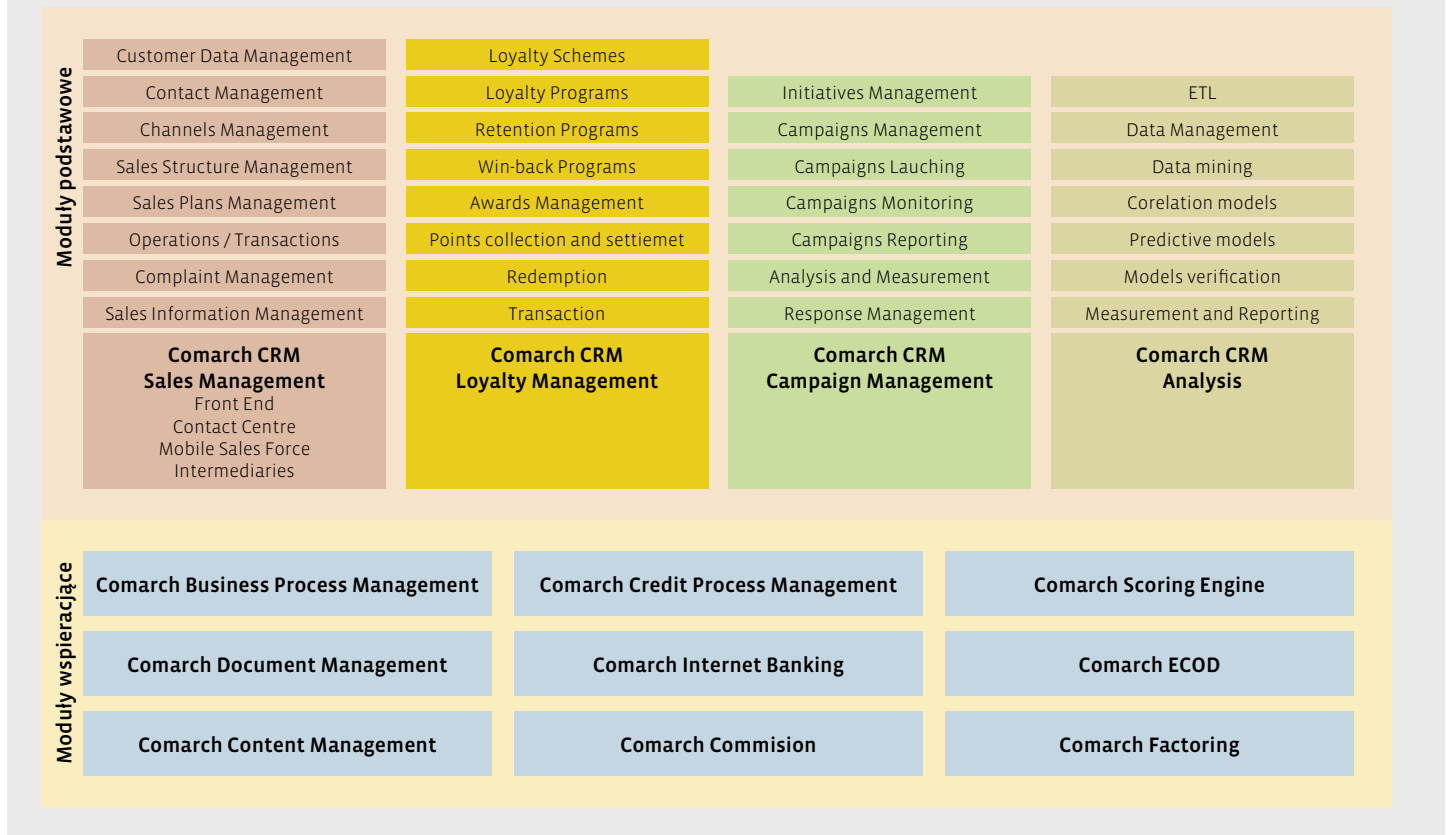 Moduły podstawowe
Customer Data Management
Contact Management
Channels Management
Sales Structure Management
Sales Plans Management
Operations / Transactions
Complaint Management
Sales Information Management
Comarch CRM
Sales Management
Front End
Contact Centre
Mobile Sales Force
Intermediaries
Loyalty Schemes
Loyalty Programs
Retention Programs
Win-back Programs
Awards Management
Points collection and settiemet
Redemption
Transaction
Comarch CRM
Loyalty Management
Initiatives Management
Campaigns Management
Campaigns Lauching
Campaigns Monitoring
Campaigns Reporting
Analysis and Measurement
Response Management
Comarch CRM
Campaign Management
ETL
Data Management
Data mining
Corelation models
Predictive models
Models verification
Measurement and Reporting
Comarch CRM
Analysis
Moduły wspieracjące
Comarch Business Process Management
Comarch Credit Process Management
Comarch Scoring Engine
Comarch Document Management
Comarch Internet Banking
Comarch ECOD
Comarch Content Management
Comarch Commision
Comarch Factoring